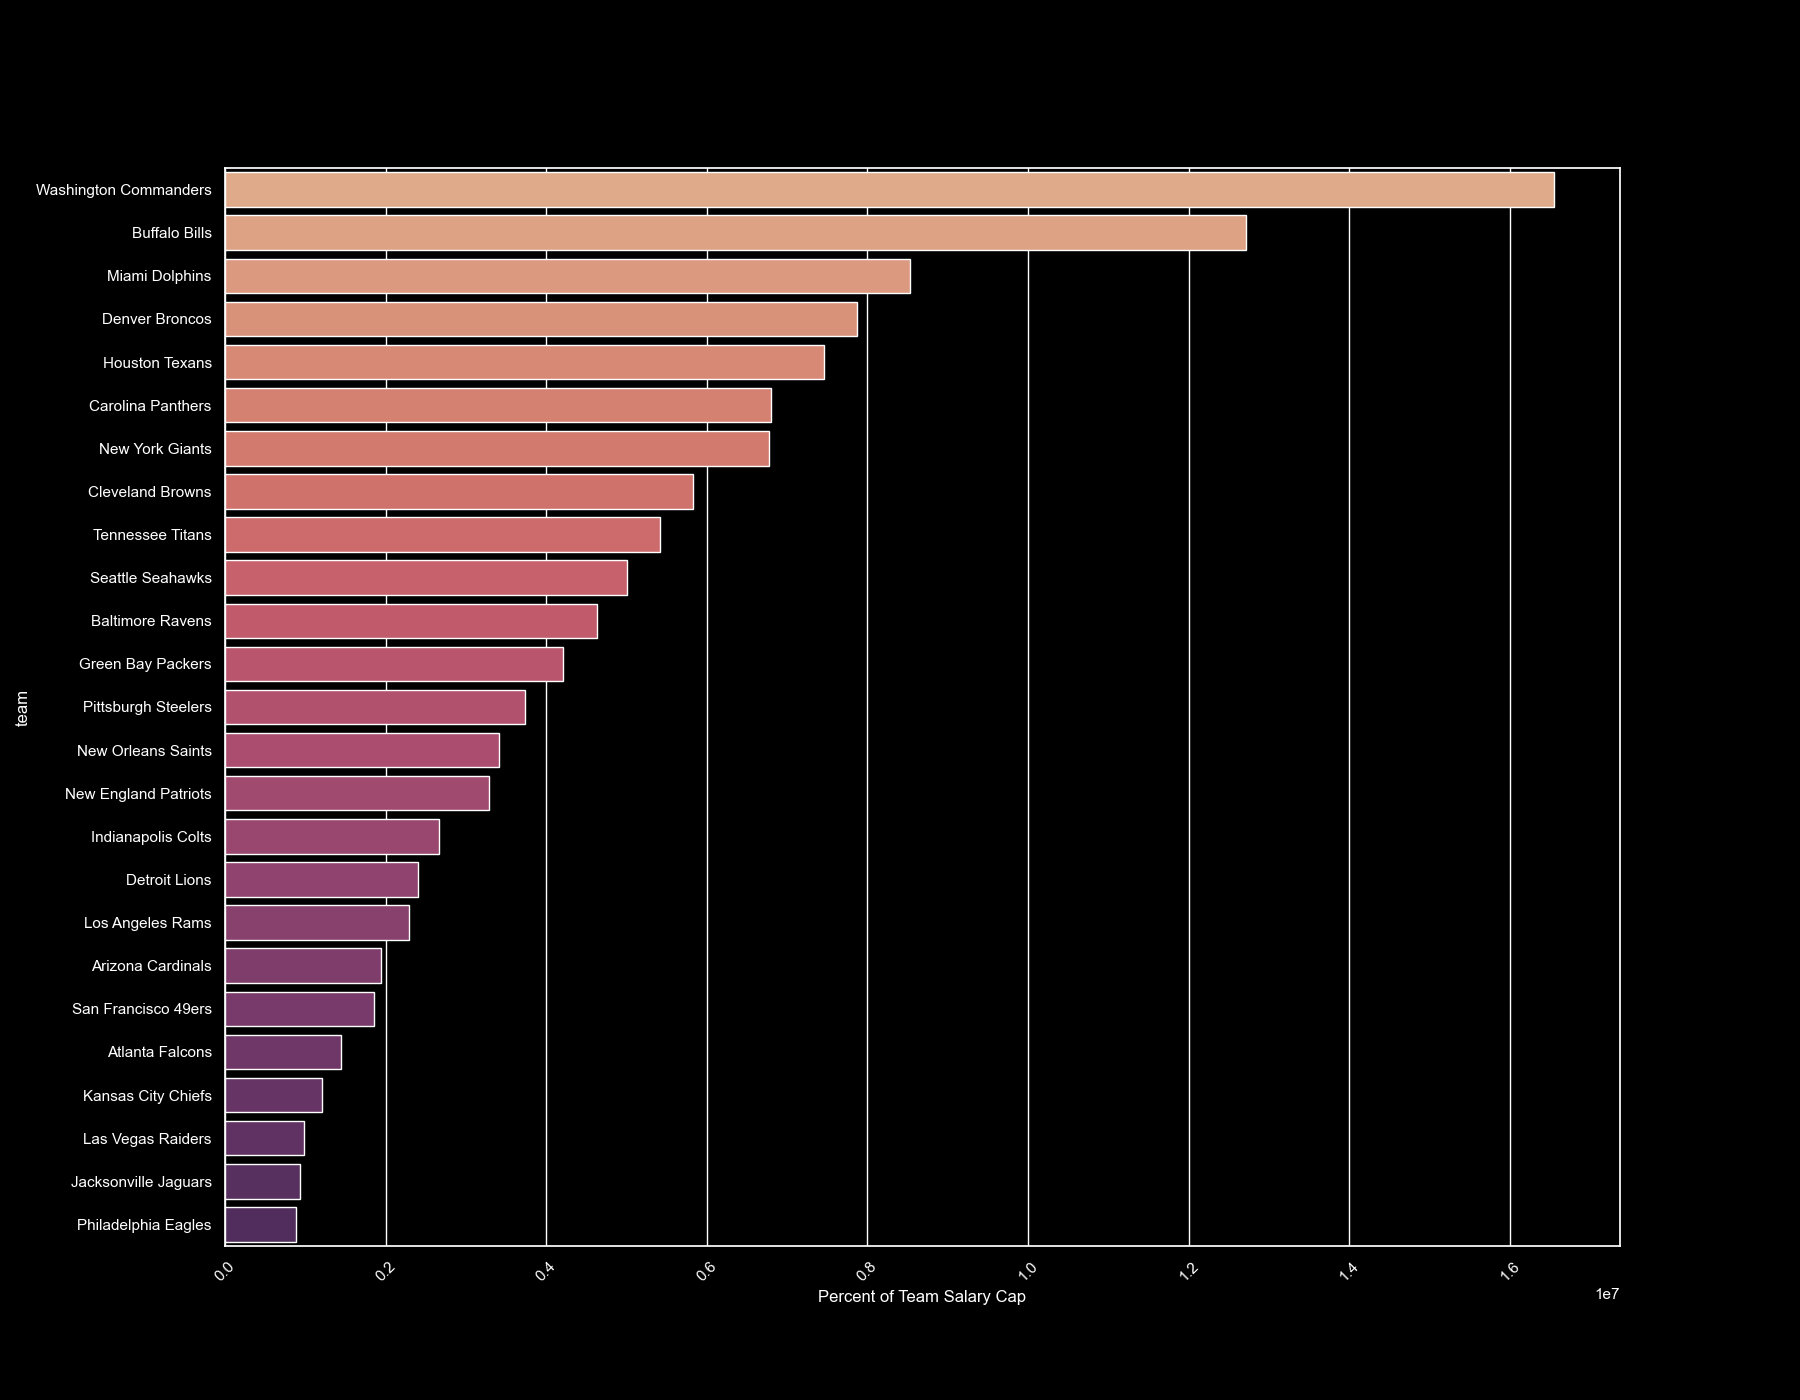 Washington Commanders
Buffalo Bills
Miami Dolphins
Denver Broncos
Houston Texans
Carolina Panthers
New York Giants
Cleveland Browns
Tennessee Titans
Seattle Seahawks
Baltimore Ravens
Green Bay Packers
Pittsburgh Steelers
New Orleans Saints
New England Patriots
Indianapolis Colts
Detroit Lions
Los Angeles Rams
Arizona Cardinals
San Francisco 49ers
Atlanta Falcons
Kansas City Chiefs
Las Vegas Raiders
Jacksonville Jaguars
Philadelphia Eagles
team
0.0 0.2 0.4 0.6 0.8 1.0 1.2 1.4 1.6
1e7
Percent of Team Salary Cap